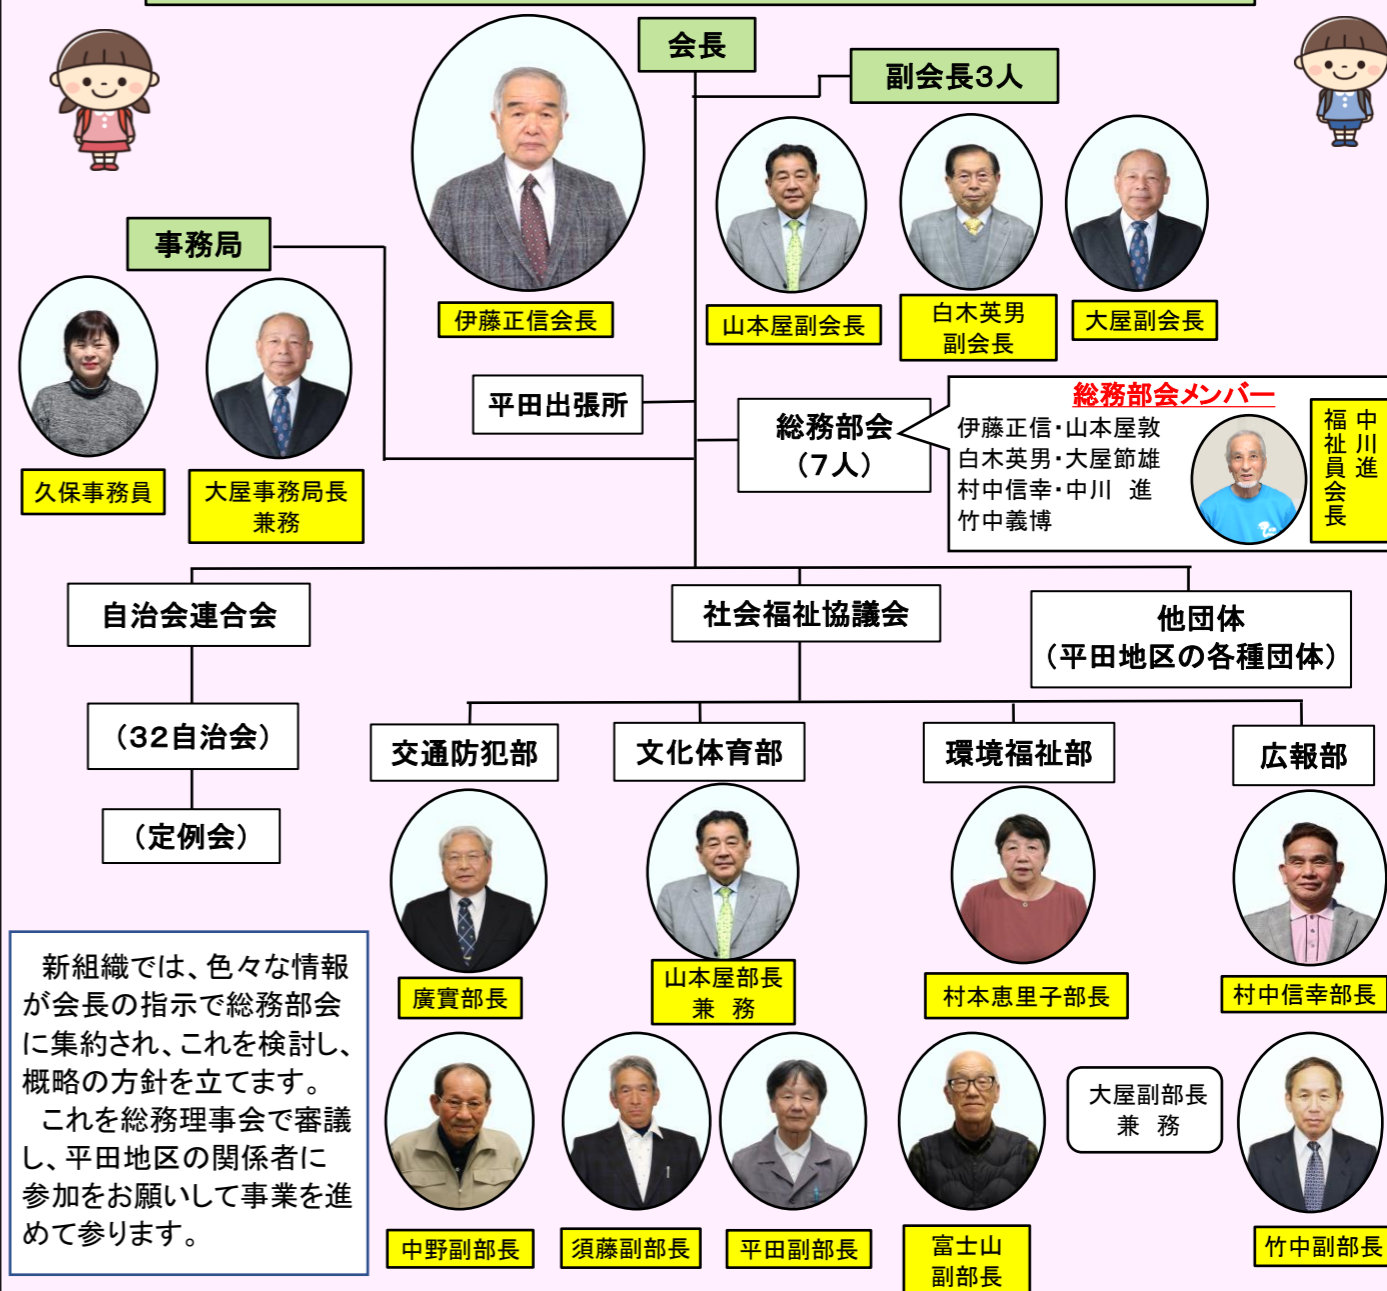 会長
副会長3人
事務局
伊藤正信会長
山本屋副会長
白木英男
副会長
大屋副会長
久保事務員
大屋事務局長
兼務
平田出張所
総務部会
（7人）
総務部会メンバー
伊藤正信・山本屋敦
白木英男・大屋節雄
村中信幸・中川　進
竹中義博
中川進
福祉員会長
自治会連合会
社会福祉協議会
他団体
（平田地区の各種団体）
（32自治会）
（定例会）
交通防犯部
文化体育部
環境福祉部
広報部
廣實部長
山本屋部長
兼　務
村本恵里子部長
村中信幸部長
中野副部長
須藤副部長
平田副部長
富士山
副部長
大屋副部長
兼　務
竹中副部長
　新組織では、色々な情報
が会長の指示で総務部会
に集約され、これを検討し、
概略の方針を立てます。
　これを総務理事会で審議
し、平田地区の関係者に
参加をお願いして事業を進
めて参ります。